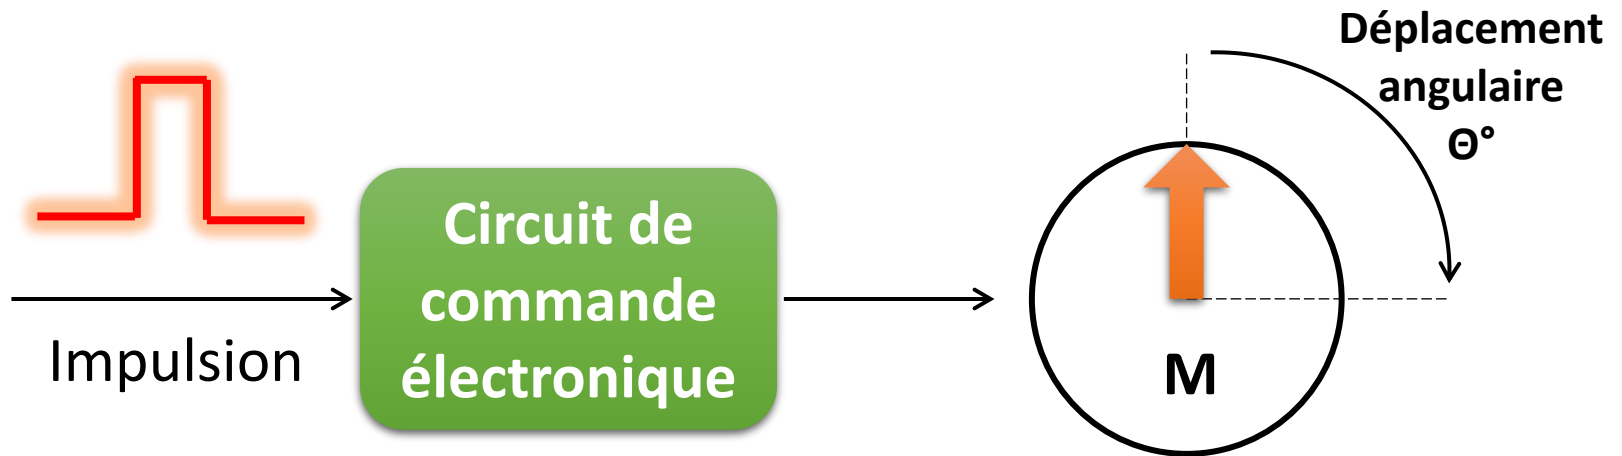 Impulsion
Circuit de
commande
électronique
M
Déplacement
angulaire
Θ°